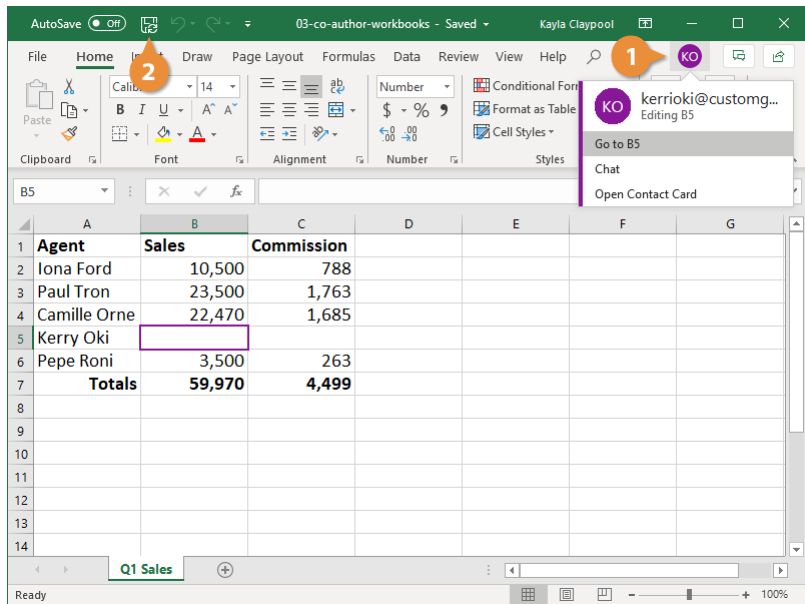 AutoSave Off 03-co-author-workbooks - Saved Kayla Claypool
File Home Draw Page Layout Formulas Data Review View Help 1 KO
2
Paste
Clipboard
14
B I U A A A
Font
ab
Alignment
Number
$ - % 9
.00 .00
Number
Conditional For
Format as Table
Cell Styles
Styles
KO kerrioki@customg...
Editing B5
Go to B5
Chat
Open Contact Card
B5 fx
A B C D E F G
1 Agent Sales Commission
2 Iona Ford 10,500 788
3 Paul Tron 23,500 1,763
4 Camille Orne 22,470 1,685
5 Kerry Oki
6 Pepe Roni 3,500 263
7 Totals 59,970 4,499
8
9
10
11
12
13
14
Q1 Sales
Ready 100%